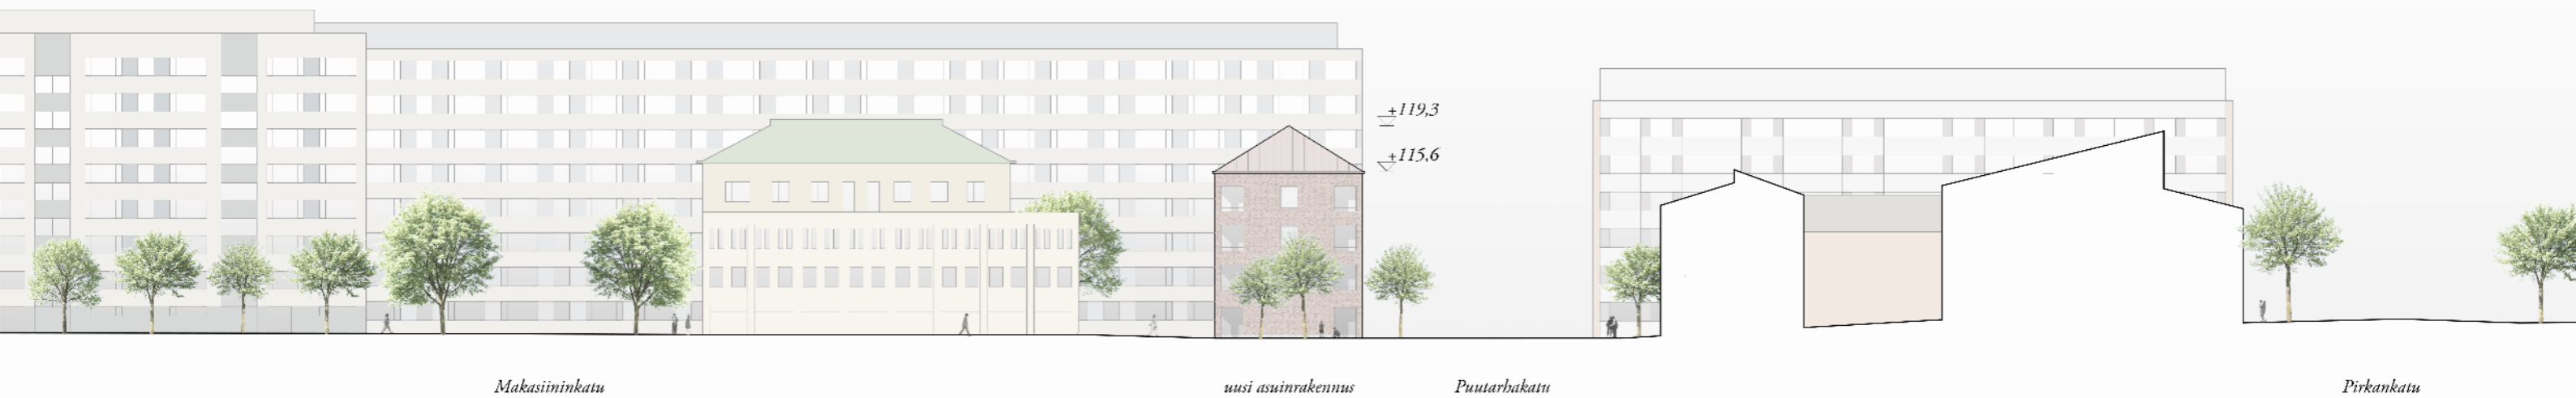 +119,3
+115,6
Makasiininkatu
uusi asuinrakennus
Puutarhakatu
Pirkankatu